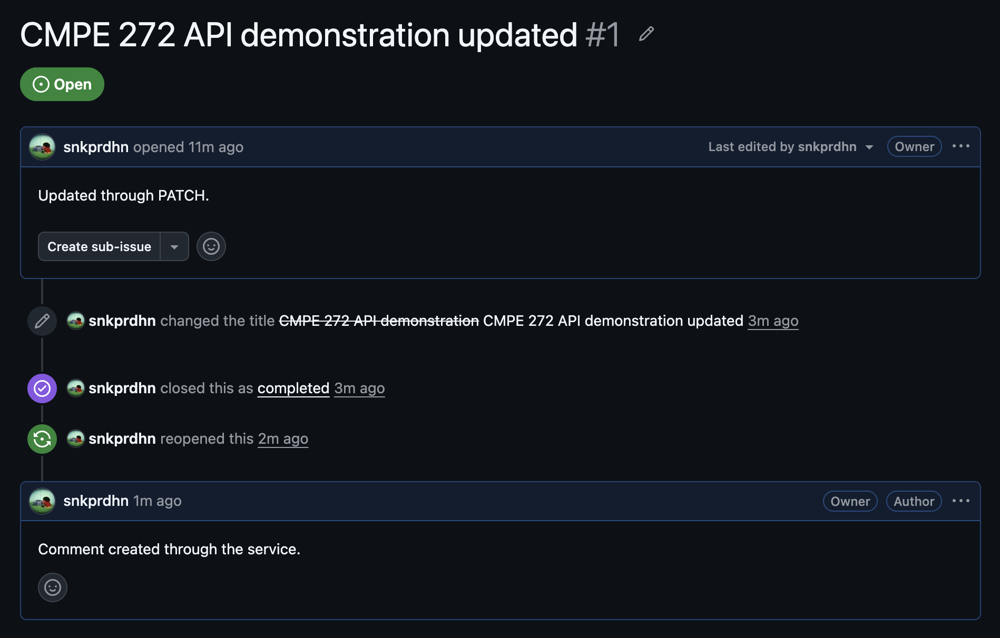 CMPE 272 API demonstration updated #1
Open
snkprdhn opened 11m ago Last edited by snkprdhn Owner
Updated through PATCH.
Create sub-issue
snkprdhn changed the title CMPE 272 API demonstration CMPE 272 API demonstration updated 3m ago
snkprdhn closed this as completed 3m ago
snkprdhn reopened this 2m ago
snkprdhn 1m ago Owner Author
Comment created through the service.